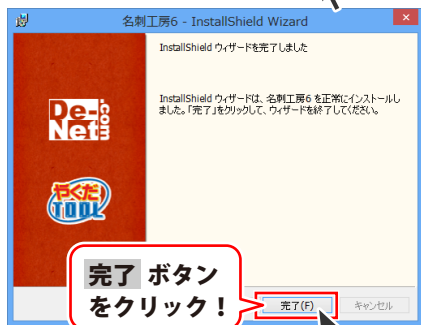 名刺工房6 - InstallShield Wizard
InstallShield ウィザードを完了しました
InstallShield ウィザードは、名刺工房6 を正常にインストールし
ました。「完了」をクリックして、ウィザードを終了してください。
De-Net.com
やくだつ
TOOL
完了 ボタン
をクリック！
完了(F)
キャンセル